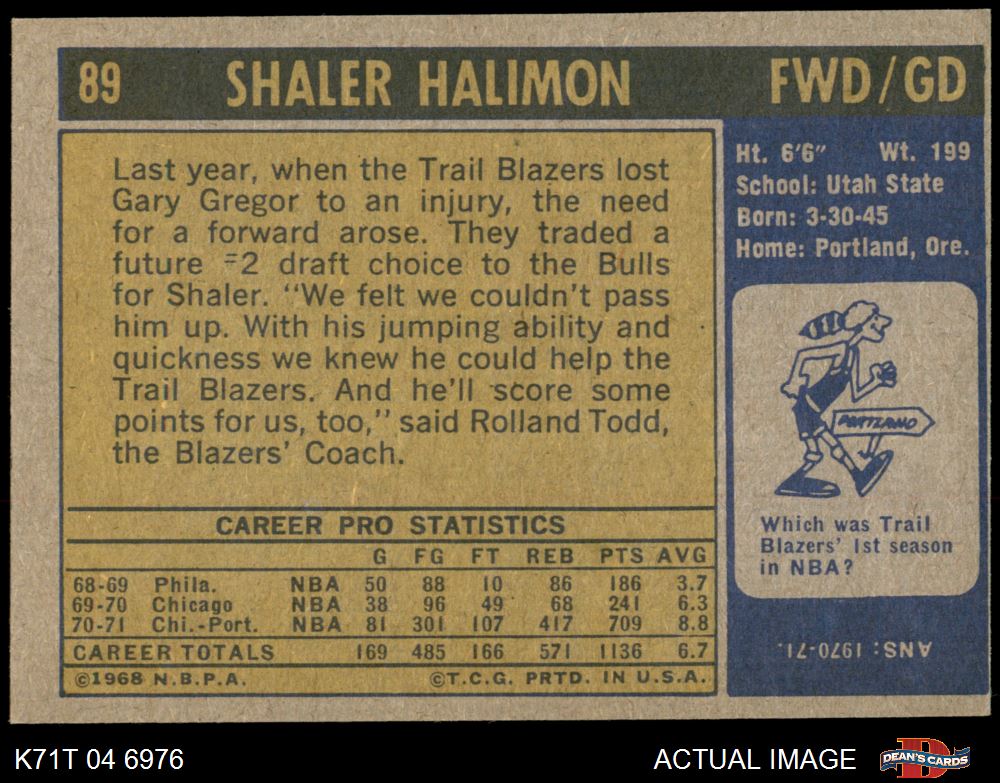 89 SHALER HALIMON FWD/GD
Last year, when the Trail Blazers lost
Gary Gregor to an injury, the need
for a forward arose. They traded a
future #2 draft choice to the Bulls
for Shaler. "We felt we couldn't pass
him up. With his jumping ability and
quickness we knew he could help the
Trail Blazers. And he'll score some
points for us, too," said Rolland Todd,
the Blazers' Coach.
CAREER PRO STATISTICS
G FG FT REB PTS AVG
68-69 Phila. NBA 50 88 10 86 186 3.7
69-70 Chicago NBA 38 96 49 68 241 6.3
70-71 Chi.-Port. NBA 81 301 107 417 709 8.8
CAREER TOTALS 169 485 166 571 1136 6.7
©1968 N.B.P.A. ©T.C.G. PRTD. IN U.S.A.
Ht. 6'6" Wt. 199
School: Utah State
Born: 3-30-45
Home: Portland, Ore.
PORTLAND
Which was Trail
Blazers' 1st season
in NBA?
ANS: 1970-71.
K71T 04 6976 ACTUAL IMAGE DEAN'S CARDS